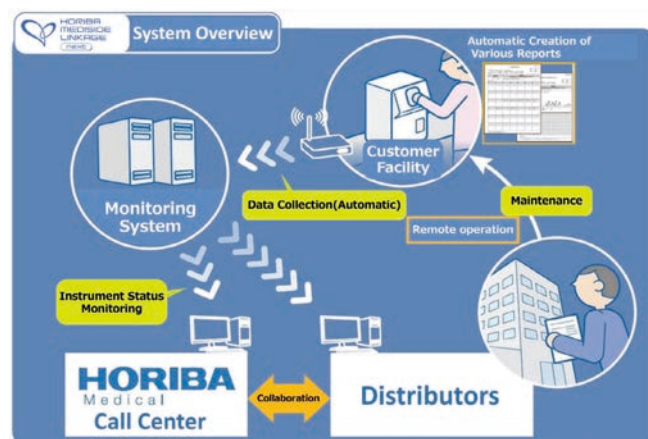 HORIBA
MEDISIDE
LINKAGE
next
System Overview
Automatic Creation of
Various Reports
Customer
Facility
Monitoring
System
Data Collection(Automatic)
Maintenance
Remote operation
Instrument Status
Monitoring
HORIBA
Medical
Call Center
Collaboration
Distributors